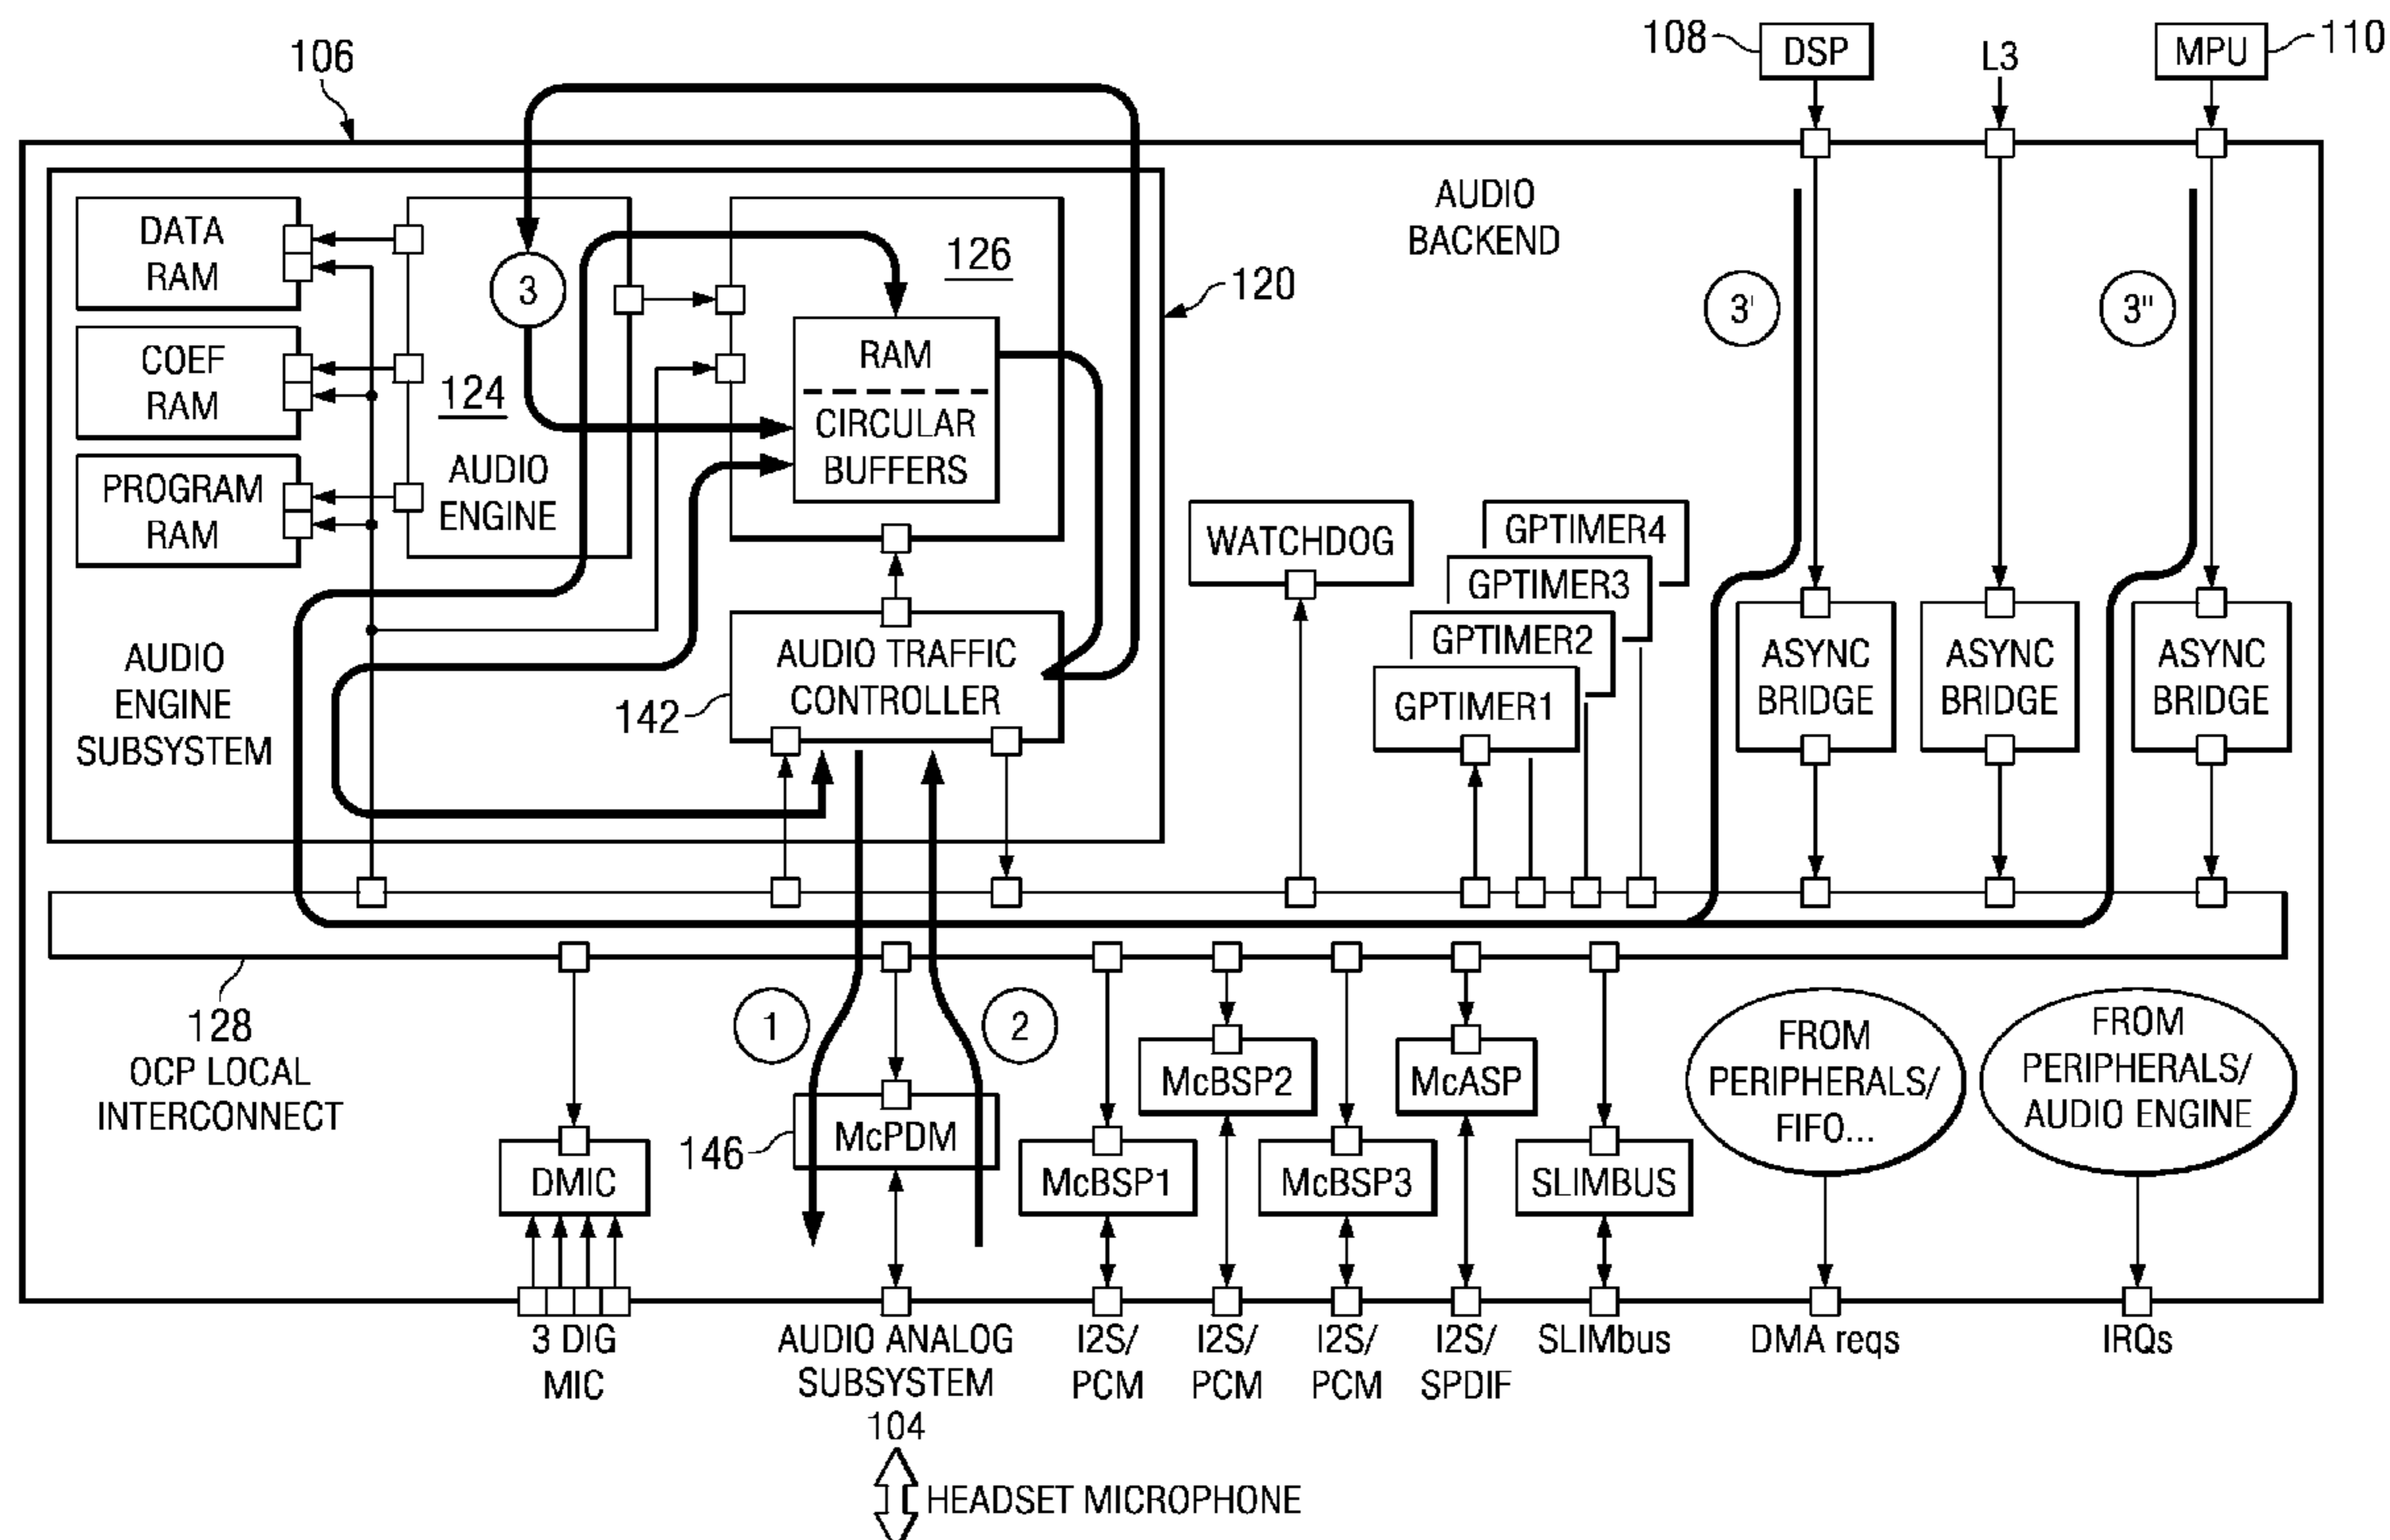 106
108
DSP
L3
MPU
110
DATA
RAM
COEF
RAM
PROGRAM
RAM
124
AUDIO
ENGINE
3
126
RAM
CIRCULAR
BUFFERS
120
AUDIO
BACKEND
3'
3"
AUDIO
ENGINE
SUBSYSTEM
142
AUDIO TRAFFIC
CONTROLLER
WATCHDOG
GPTIMER4
GPTIMER3
GPTIMER2
GPTIMER1
ASYNC
BRIDGE
ASYNC
BRIDGE
ASYNC
BRIDGE
128
OCP LOCAL
INTERCONNECT
1
2
146
McPDM
DMIC
McBSP1
McBSP2
McBSP3
McASP
SLIMBUS
FROM
PERIPHERALS/
FIFO...
FROM
PERIPHERALS/
AUDIO ENGINE
3 DIG
MIC
AUDIO ANALOG
SUBSYSTEM
104
I2S/
PCM
I2S/
PCM
I2S/
PCM
I2S/
SPDIF
SLIMbus
DMA reqs
IRQs
HEADSET MICROPHONE